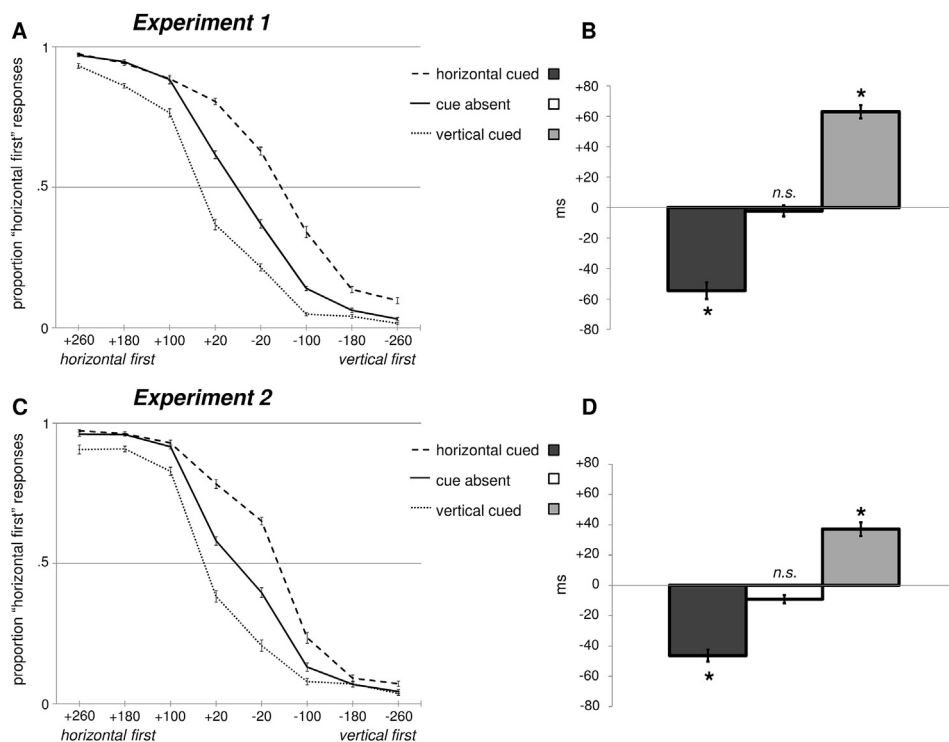 Experiment 1
A
proportion "horizontal first" responses
1
.5
0
+260 +180 +100 +20 -20 -100 -180 -260
horizontal first vertical first
horizontal cued
cue absent
vertical cued
B
ms
+80
+60
+40
+20
0
-20
-40
-60
-80
*
n.s.
*
Experiment 2
C
proportion "horizontal first" responses
1
.5
0
+260 +180 +100 +20 -20 -100 -180 -260
horizontal first vertical first
horizontal cued
cue absent
vertical cued
D
ms
+80
+60
+40
+20
0
-20
-40
-60
-80
*
n.s.
*